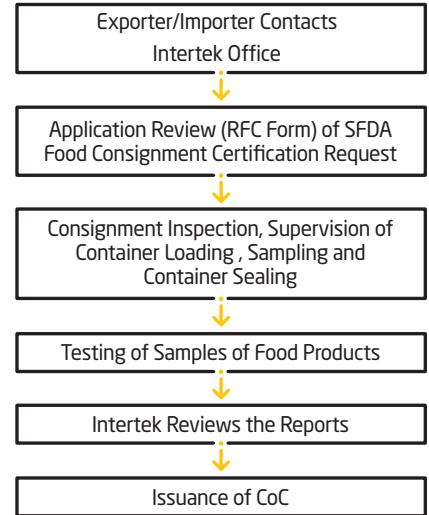 Exporter/Importer Contacts
Intertek Office
Application Review (RFC Form) of SFDA
Food Consignment Certification Request
Consignment Inspection, Supervision of
Container Loading , Sampling and
Container Sealing
Testing of Samples of Food Products
Intertek Reviews the Reports
Issuance of CoC